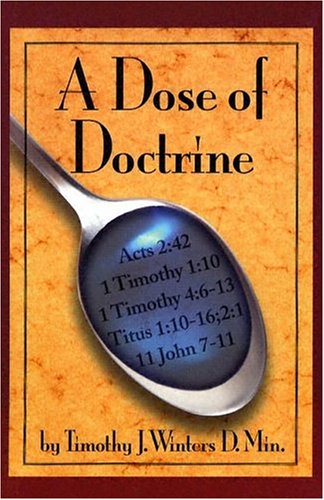 A Dose of
Doctrine
Acts 2:42
1 Timothy 1:10
1 Timothy 4:6-13
Titus 1:10-16;2:1
11 John 7-11
by Timothy J. Winters D. Min.